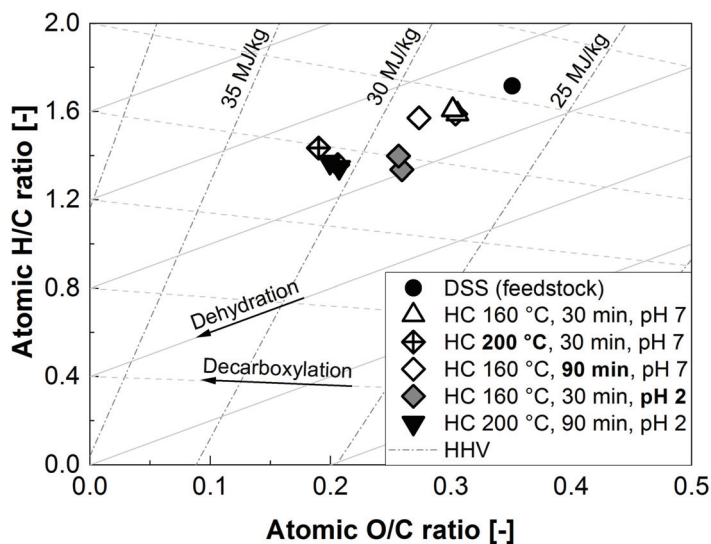 2.0
1.6
1.2
0.8
0.4
0.0
Atomic H/C ratio [-]
35 MJ/kg
30 MJ/kg
25 MJ/kg
Dehydration
Decarboxylation
DSS (feedstock)
HC 160 °C, 30 min, pH 7
HC 200 °C, 30 min, pH 7
HC 160 °C, 90 min, pH 7
HC 160 °C, 30 min, pH 2
HC 200 °C, 90 min, pH 2
HHV
0.0 0.1 0.2 0.3 0.4 0.5
Atomic O/C ratio [-]